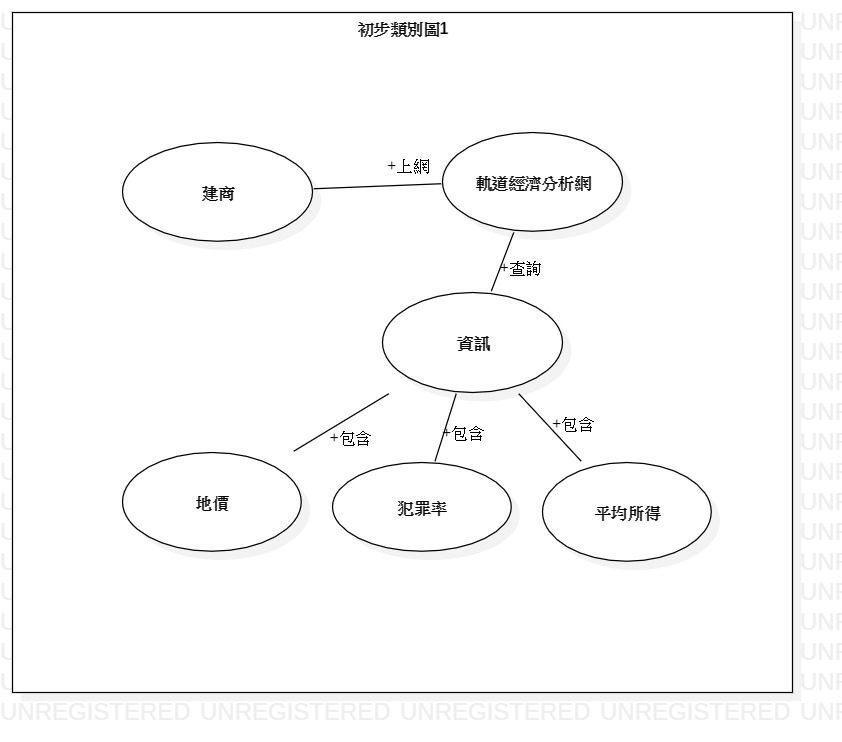 初步類別圖1
建商
+上網
軌道經濟分析網
+查詢
資訊
+包含
+包含
+包含
地價
犯罪率
平均所得
UNREGISTERED UNREGISTERED UNREGISTERED UNREGISTERED UNR